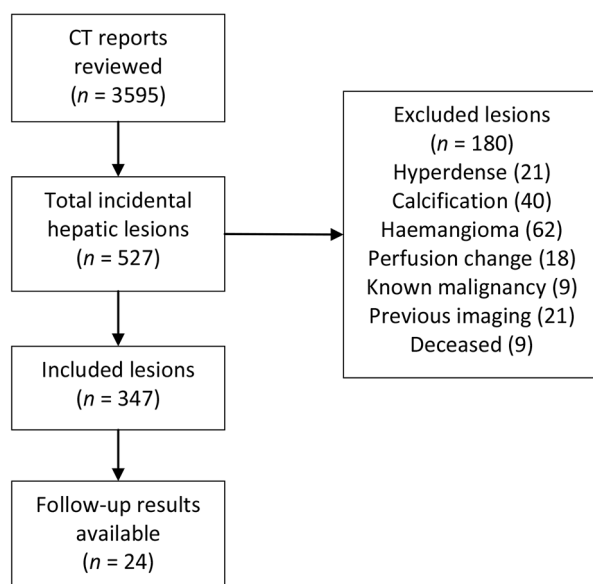 CT reports
reviewed
(n = 3595)
Total incidental
hepatic lesions
(n = 527)
Excluded lesions
(n = 180)
Hyperdense (21)
Calcification (40)
Haemangioma (62)
Perfusion change (18)
Known malignancy (9)
Previous imaging (21)
Deceased (9)
Included lesions
(n = 347)
Follow-up results
available
(n = 24)